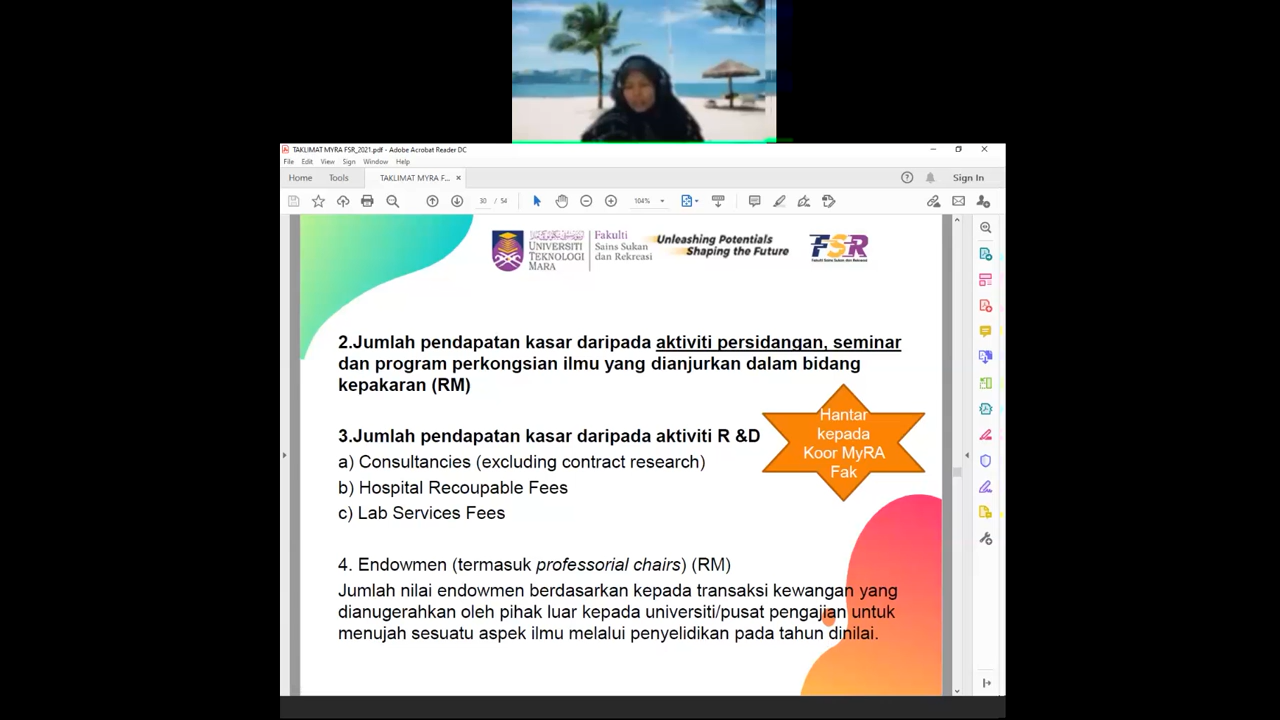 TAKLIMAT MYRA FSR_2021.pdf - Adobe Acrobat Reader DC
File Edit View Sign Window Help
Home Tools TAKLIMAT MYRA F... × Sign In
30 / 54 104%
UNIVERSITI
TEKNOLOGI
MARA
Fakulti
Sains Sukan
dan Rekreasi
Unleashing Potentials
Shaping the Future
FSR
Fakulti Sains Sukan dan Rekreasi
2.Jumlah pendapatan kasar daripada aktiviti persidangan, seminar
dan program perkongsian ilmu yang dianjurkan dalam bidang
kepakaran (RM)
3.Jumlah pendapatan kasar daripada aktiviti R &D
a) Consultancies (excluding contract research)
b) Hospital Recoupable Fees
c) Lab Services Fees
Hantar
kepada
Koor MyRA
Fak
4. Endowmen (termasuk professorial chairs) (RM)
Jumlah nilai endowmen berdasarkan kepada transaksi kewangan yang
dianugerahkan oleh pihak luar kepada universiti/pusat pengajian untuk
menujah sesuatu aspek ilmu melalui penyelidikan pada tahun dinilai.